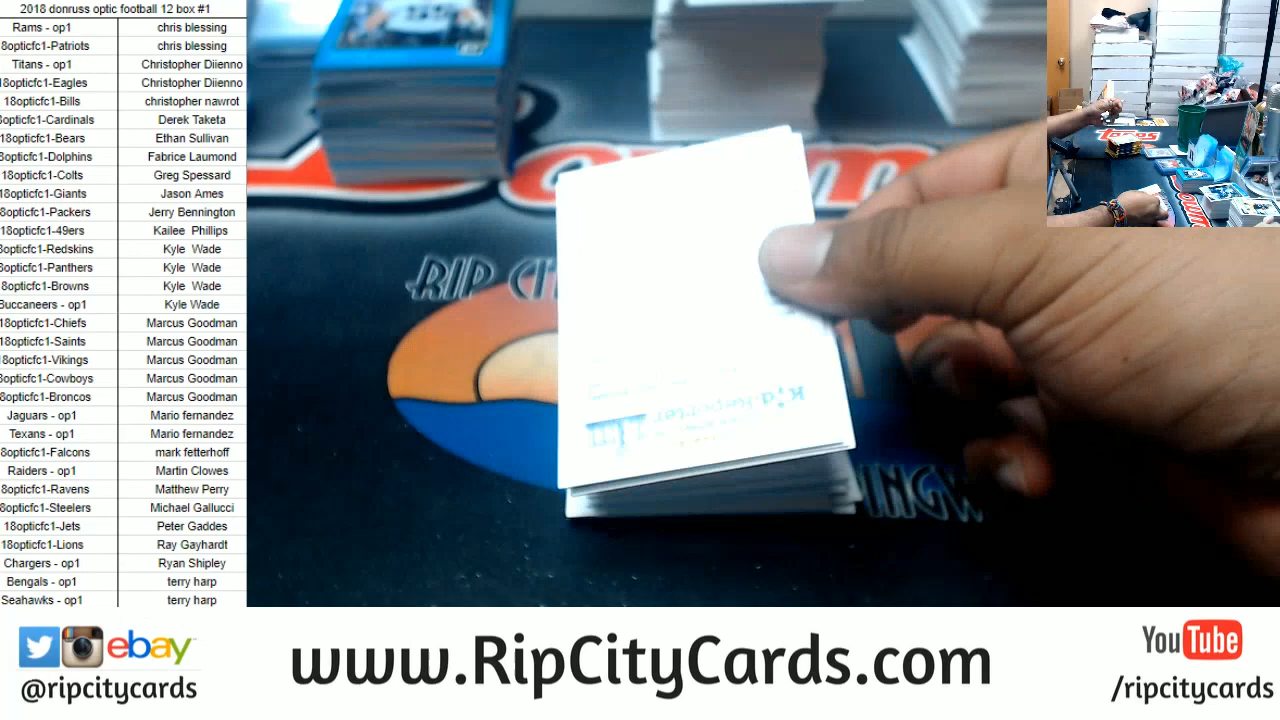 2018 donruss optic football 12 box #1
Rams - op1 chris blessing
8opticfc1-Patriots chris blessing
Titans - op1 Christopher Diienno
18opticfc1-Eagles Christopher Diienno
18opticfc1-Bills christopher nawrot
8opticfc1-Cardinals Derek Taketa
18opticfc1-Bears Ethan Sullivan
8opticfc1-Dolphins Fabrice Laumond
18opticfc1-Colts Greg Spessard
18opticfc1-Giants Jason Ames
8opticfc1-Packers Jerry Bennington
18opticfc1-49ers Kailee Phillips
8opticfc1-Redskins Kyle Wade
8opticfc1-Panthers Kyle Wade
8opticfc1-Browns Kyle Wade
Buccaneers - op1 Kyle Wade
18opticfc1-Chiefs Marcus Goodman
18opticfc1-Saints Marcus Goodman
8opticfc1-Vikings Marcus Goodman
8opticfc1-Cowboys Marcus Goodman
8opticfc1-Broncos Marcus Goodman
Jaguars - op1 Mario fernandez
Texans - op1 Mario fernandez
8opticfc1-Falcons mark fetterhoff
Raiders - op1 Martin Clowes
8opticfc1-Ravens Matthew Perry
8opticfc1-Steelers Michael Gallucci
18opticfc1-Jets Peter Gaddes
18opticfc1-Lions Ray Gayhardt
Chargers - op1 Ryan Shipley
Bengals - op1 terry harp
Seahawks - op1 terry harp
RIP CIT
INGW
ebay
@ripcitycards
www.RipCityCards.com
YouTube
/ripcitycards